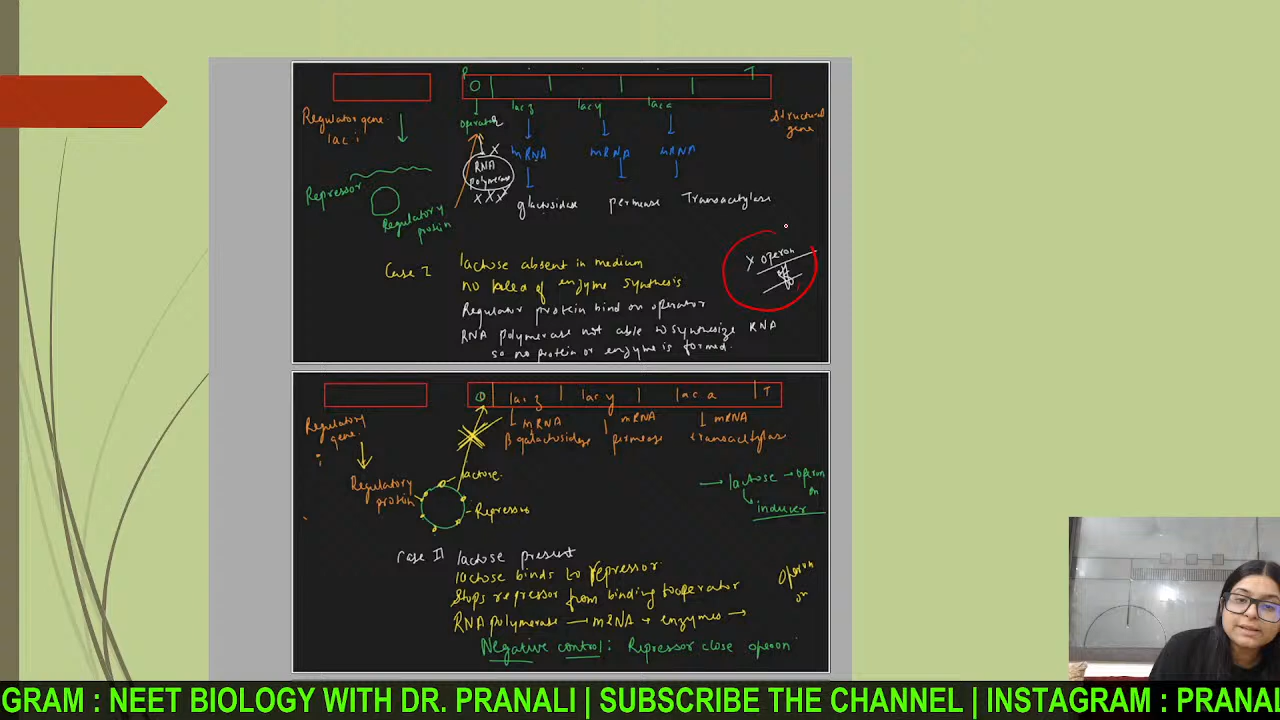 P
O
T
lac z
lac y
lac a
Regulator gene
lac i
operator
Structural
gene
mRNA
mRNA
mRNA
RNA
polymerase
X
X X X
Repressor
Regulatory
protein
glactosidase
permease
Transacetylase
X operon
off
Case I
lactose absent in medium
no need of enzyme synthesis
Regulator protein bind on operator
RNA polymerase not able to synthesize RNA
so no protein or enzyme is formed.
lac z
lac y
lac a
T
Regulatory
gene
i
mRNA
mRNA
mRNA
β galactosidase
permease
transacetylase
Regulatory
protein
lactose
Repressor
lactose → operon
on
inducer
Case II
lactose present
lactose binds to repressor
Stops repressor from binding to operator
RNA polymerase → mRNA → enzymes →
operon
on
Negative control: Repressor close operon
GRAM : NEET BIOLOGY WITH DR. PRANALI | SUBSCRIBE THE CHANNEL | INSTAGRAM : PRANAL